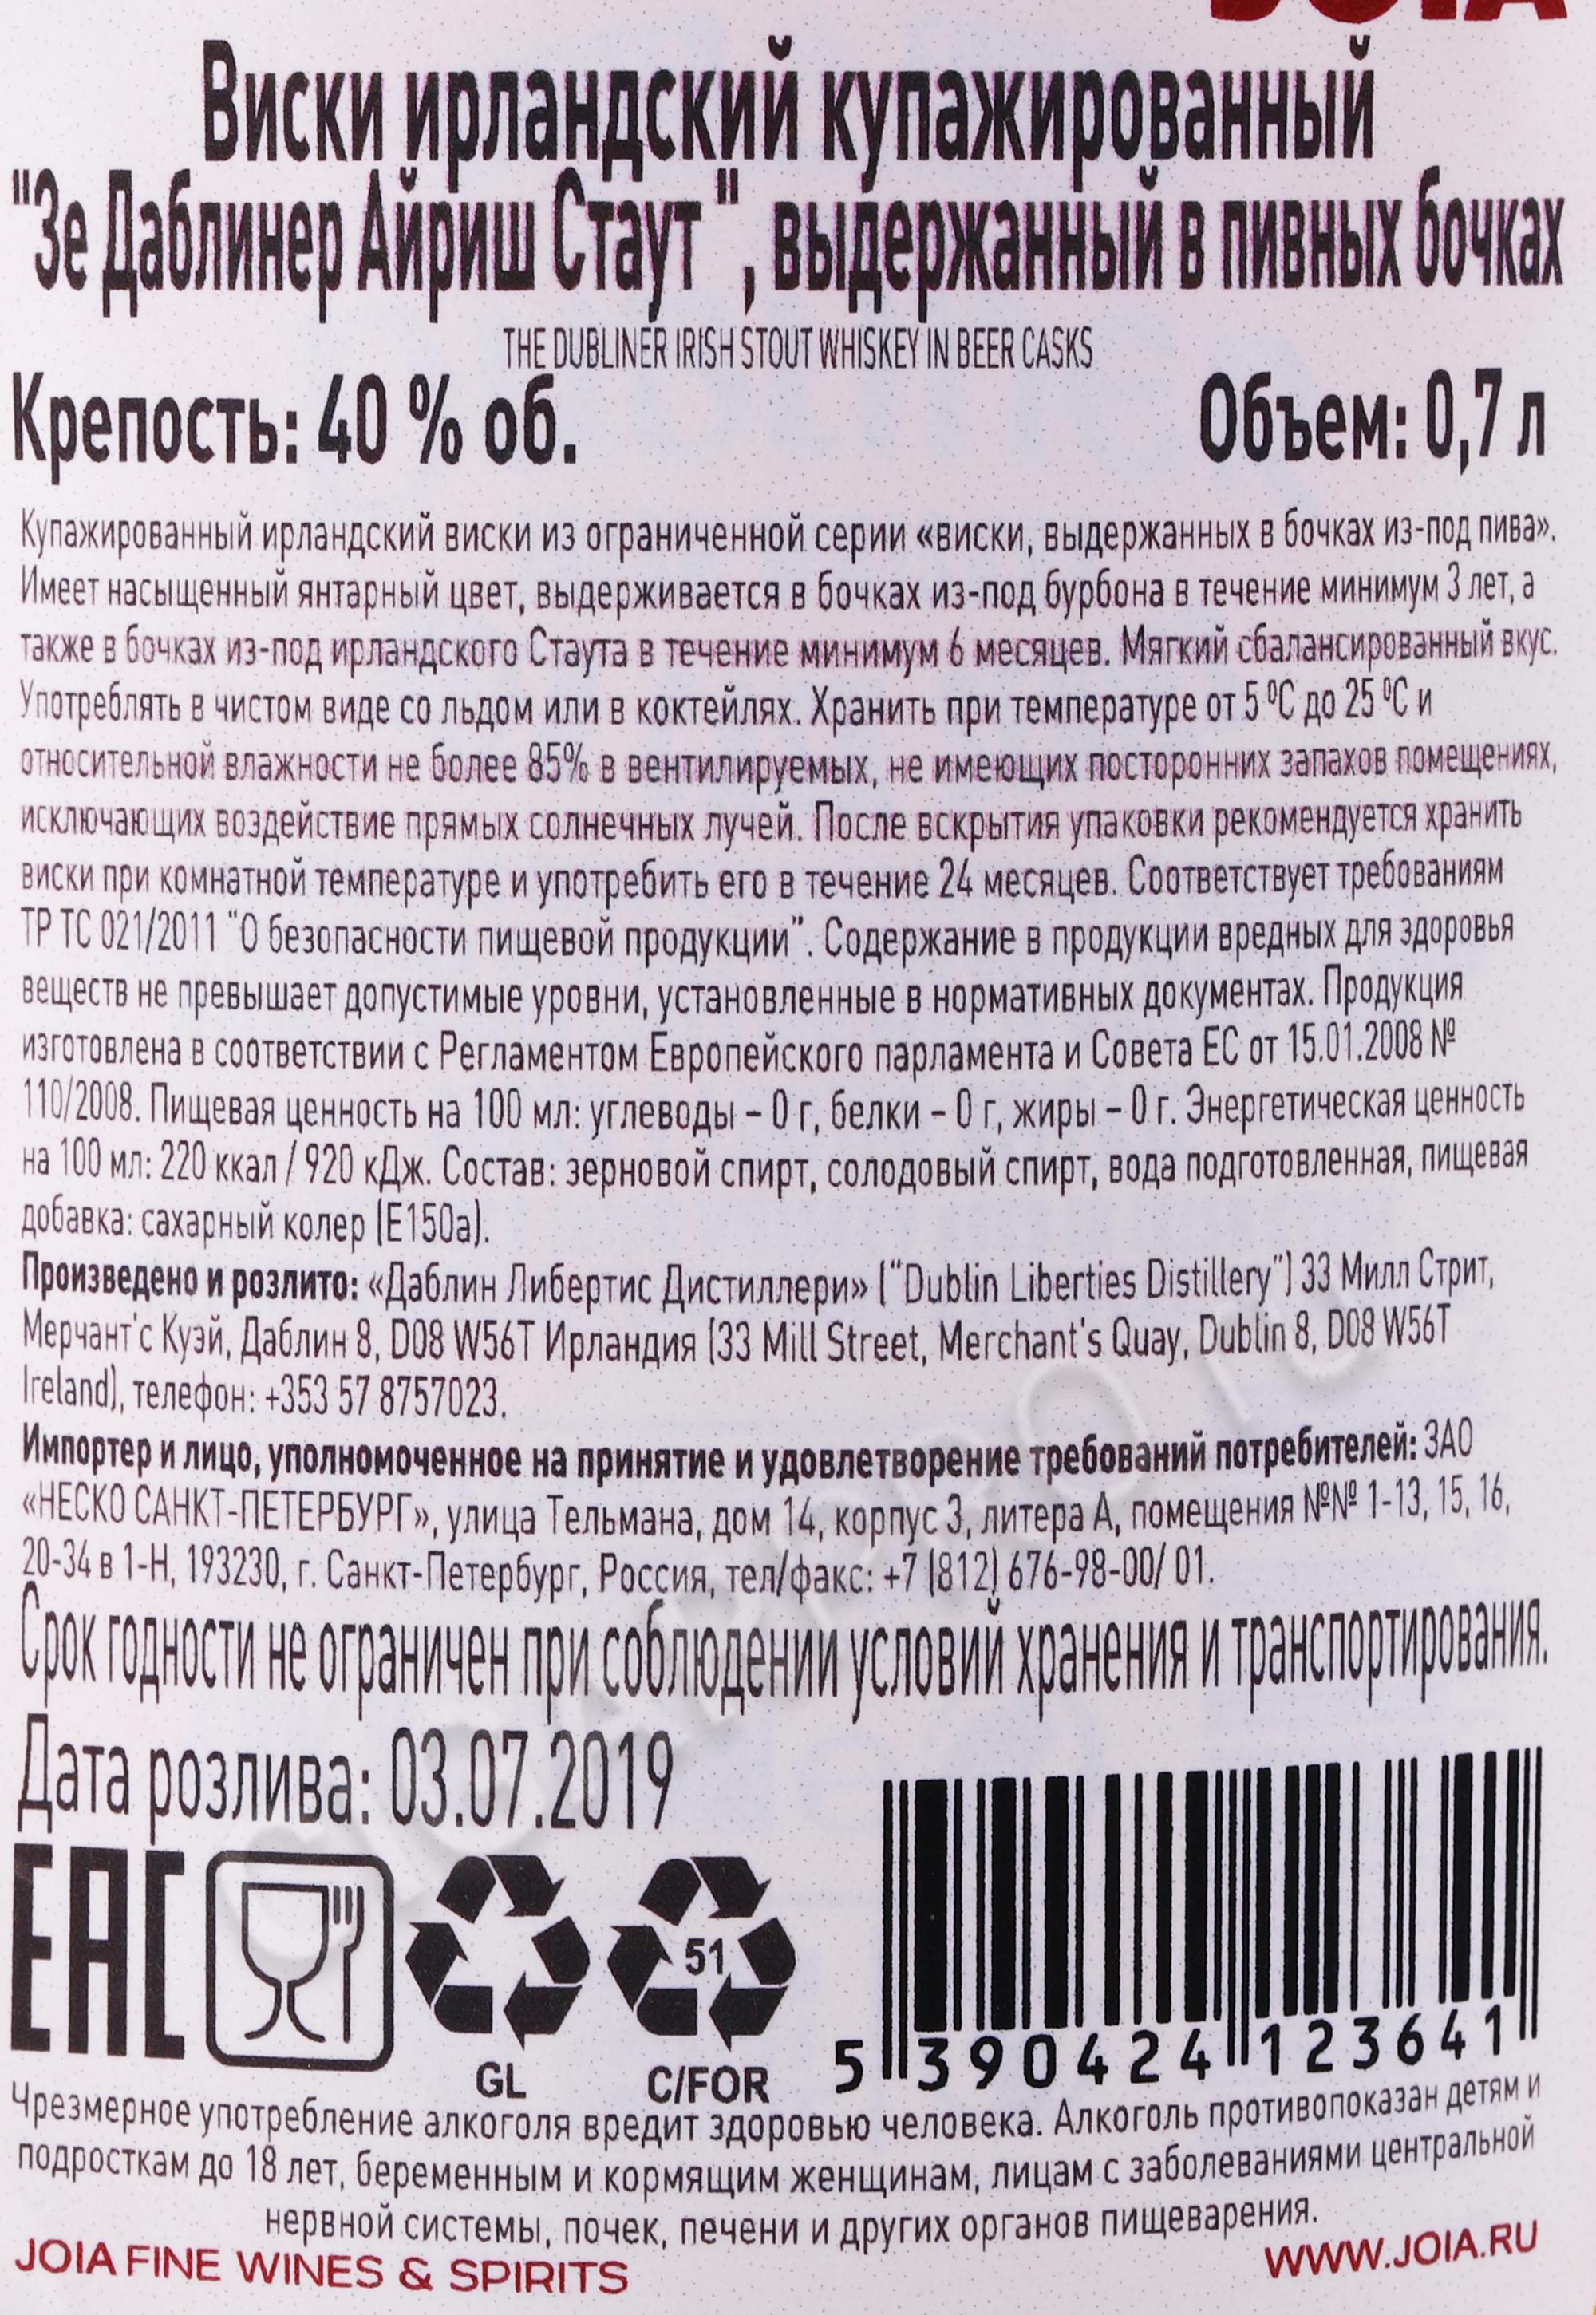 JOIA
Виски ирландский купажированный
"Зе Даблинер Айриш Стаут ", выдержанный в пивных бочках
THE DUBLINER IRISH STOUT WHISKEY IN BEER CASKS
Крепость: 40 % об. Объем: 0,7 л
Купажированный ирландский виски из ограниченной серии «виски, выдержанных в бочках из-под пива».
Имеет насыщенный янтарный цвет, выдерживается в бочках из-под бурбона в течение минимум 3 лет, а
также в бочках из-под ирландского Стаута в течение минимум 6 месяцев. Мягкий сбалансированный вкус.
Употреблять в чистом виде со льдом или в коктейлях. Хранить при температуре от 5 ⁰C до 25 ⁰C и
относительной влажности не более 85% в вентилируемых, не имеющих посторонних запахов помещениях,
исключающих воздействие прямых солнечных лучей. После вскрытия упаковки рекомендуется хранить
виски при комнатной температуре и употребить его в течение 24 месяцев. Соответствует требованиям
ТР ТС 021/2011 "О безопасности пищевой продукции". Содержание в продукции вредных для здоровья
веществ не превышает допустимые уровни, установленные в нормативных документах. Продукция
изготовлена в соответствии с Регламентом Европейского парламента и Совета ЕС от 15.01.2008 №
110/2008. Пищевая ценность на 100 мл: углеводы – 0 г, белки – 0 г, жиры – 0 г. Энергетическая ценность
на 100 мл: 220 ккал / 920 кДж. Состав: зерновой спирт, солодовый спирт, вода подготовленная, пищевая
добавка: сахарный колер (E150a).
Произведено и розлито: «Даблин Либертис Дистиллери» ("Dublin Liberties Distillery") 33 Милл Стрит,
Мерчант'с Куэй, Даблин 8, D08 W56T Ирландия (33 Mill Street, Merchant's Quay, Dublin 8, D08 W56T
Ireland), телефон: +353 57 8757023.
Импортер и лицо, уполномоченное на принятие и удовлетворение требований потребителей: ЗАО
«НЕСКО САНКТ-ПЕТЕРБУРГ», улица Тельмана, дом 14, корпус 3, литера А, помещения №№ 1-13, 15, 16,
20-34 в 1-Н, 193230, г. Санкт-Петербург, Россия, тел/факс: +7 (812) 676-98-00/ 01.
Срок годности не ограничен при соблюдении условий хранения и транспортирования.
Дата розлива: 03.07.2019
EAC
51
GL C/FOR
5 390424 123641
Чрезмерное употребление алкоголя вредит здоровью человека. Алкоголь противопоказан детям и
подросткам до 18 лет, беременным и кормящим женщинам, лицам с заболеваниями центральной
нервной системы, почек, печени и других органов пищеварения.
JOIA FINE WINES & SPIRITS WWW.JOIA.RU